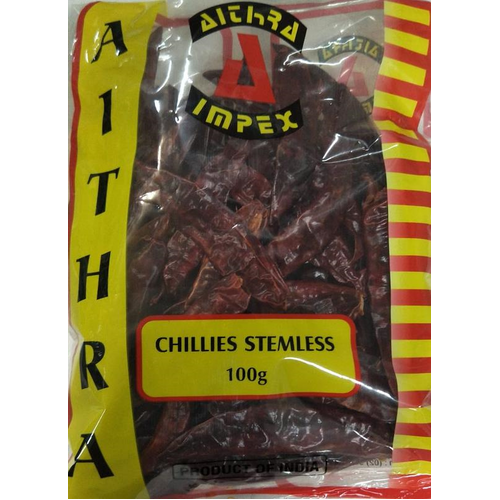 AITHRA
AITHRA
IMPEX
CHILLIES STEMLESS
100g
PRODUCT OF INDIA